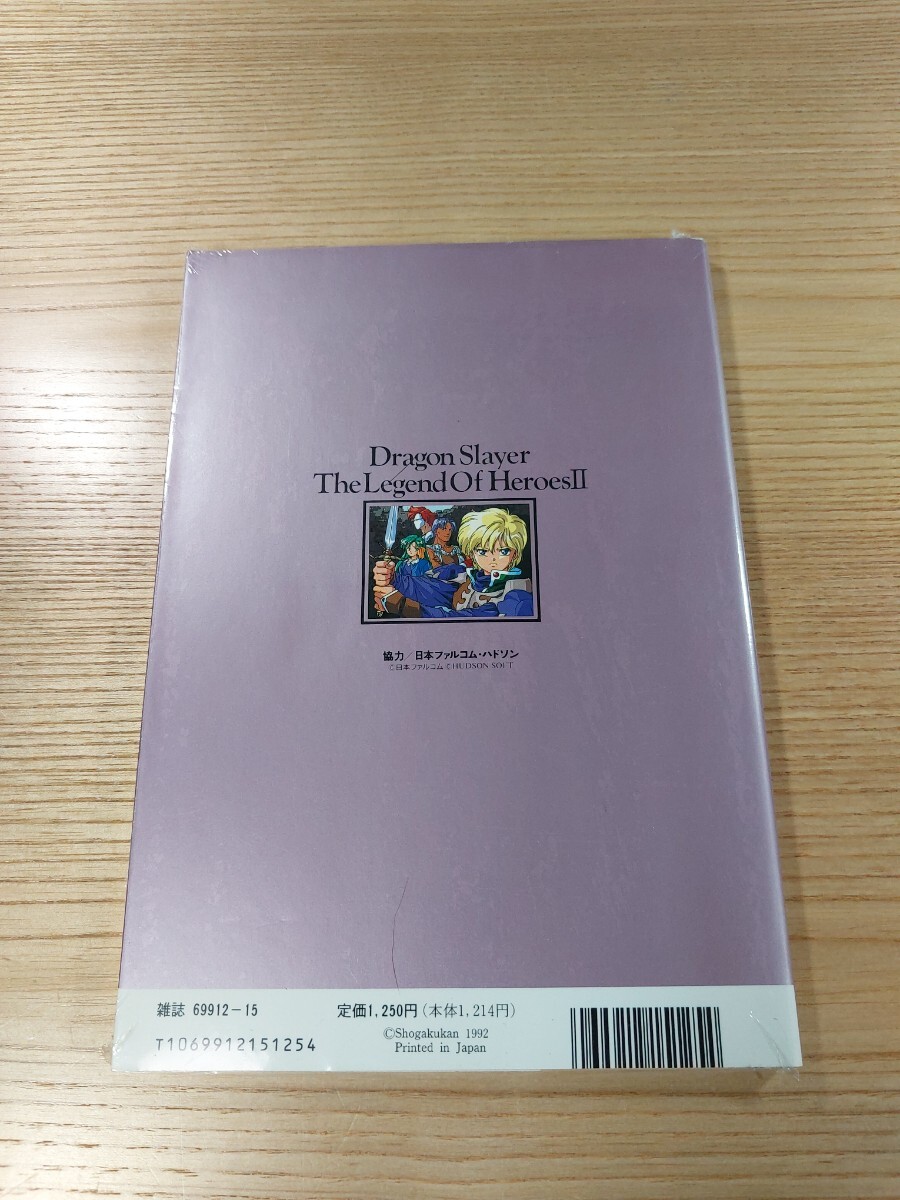 Dragon Slayer
The Legend Of HeroesII
協力/日本ファルコム・ハドソン
©日本ファルコム ©HUDSON SOFT
雑誌 69912-15
定価1,250円(本体1,214円)
T1069912151254
©Shogakukan 1992
Printed in Japan